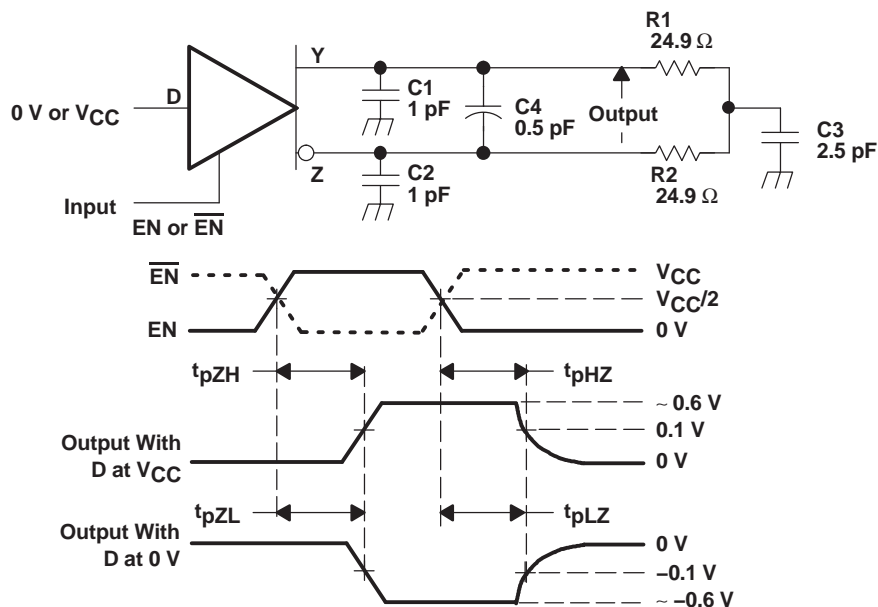 R1
24.9 Ω
Y
C1
1 pF
C4
0.5 pF
Output
D
0 V or VCC
C3
2.5 pF
Z
C2
1 pF
R2
24.9 Ω
Input
EN or E̅N̅
E̅N̅
VCC
VCC/2
EN
0 V
tpZH
tpHZ
~ 0.6 V
0.1 V
Output With
D at VCC
0 V
tpZL
tpLZ
Output With
D at 0 V
0 V
–0.1 V
~ –0.6 V